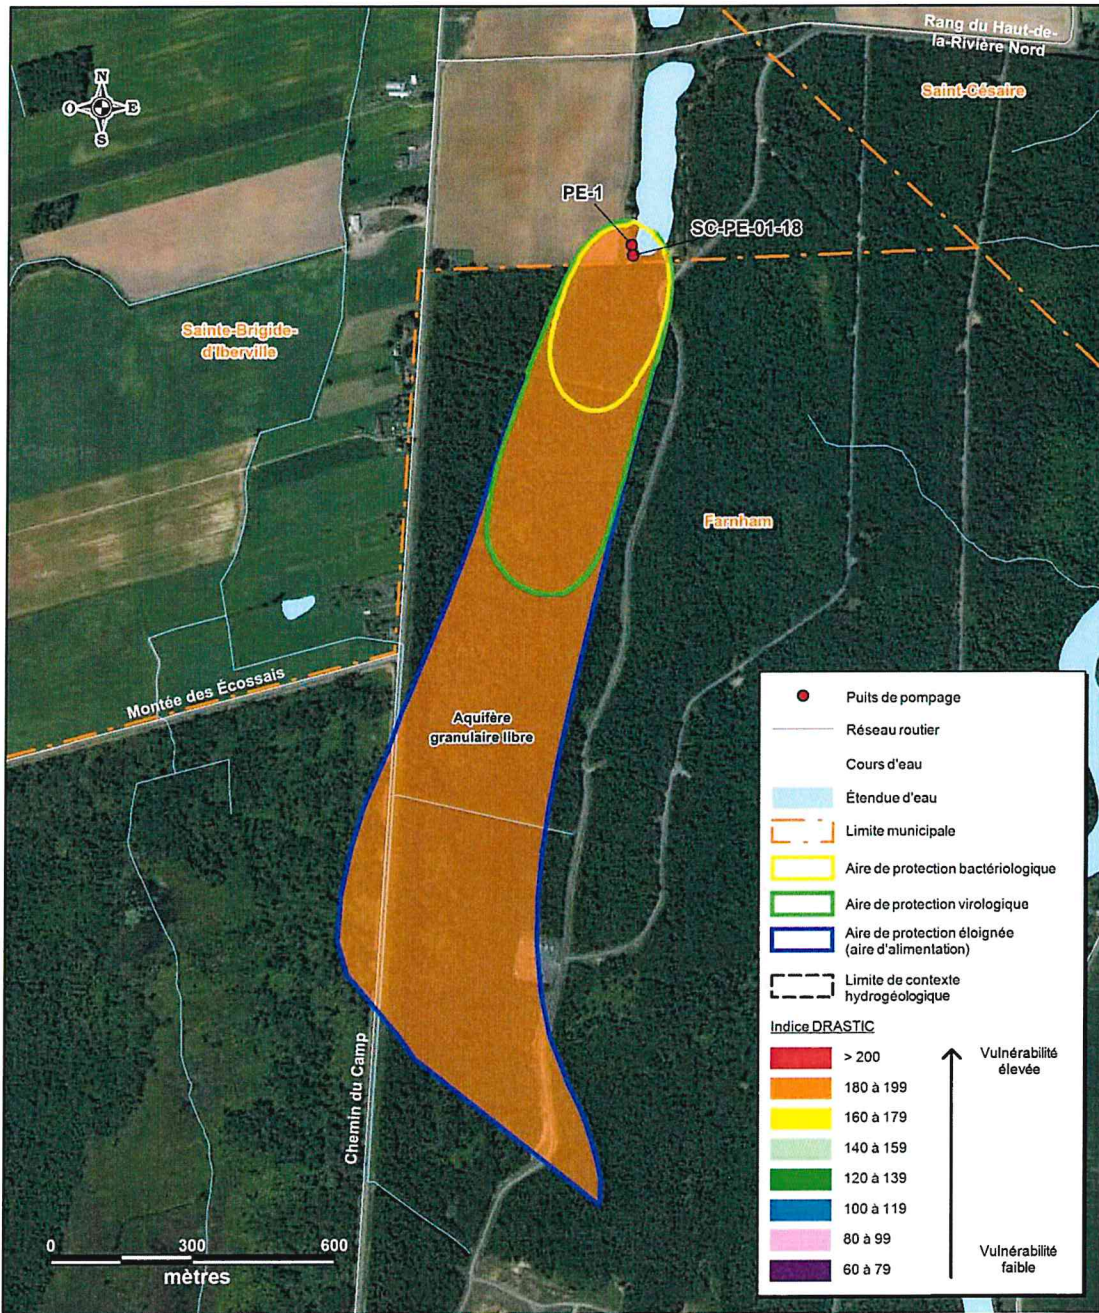 Rang du Haut-de-
la-Rivière Nord
Saint-Césaire
N
O
E
S
PE-1
SC-PE-01-18
Sainte-Brigide-
d'Iberville
Farnham
Montée des Écossais
Aquifère
granulaire libre
Chemin du Camp
0 300 600
mètres
Puits de pompage
Réseau routier
Cours d'eau
Étendue d'eau
Limite municipale
Aire de protection bactériologique
Aire de protection virologique
Aire de protection éloignée
(aire d'alimentation)
Limite de contexte
hydrogéologique
Indice DRASTIC
> 200
180 à 199
160 à 179
140 à 159
120 à 139
100 à 119
80 à 99
60 à 79
Vulnérabilité
élevée
Vulnérabilité
faible